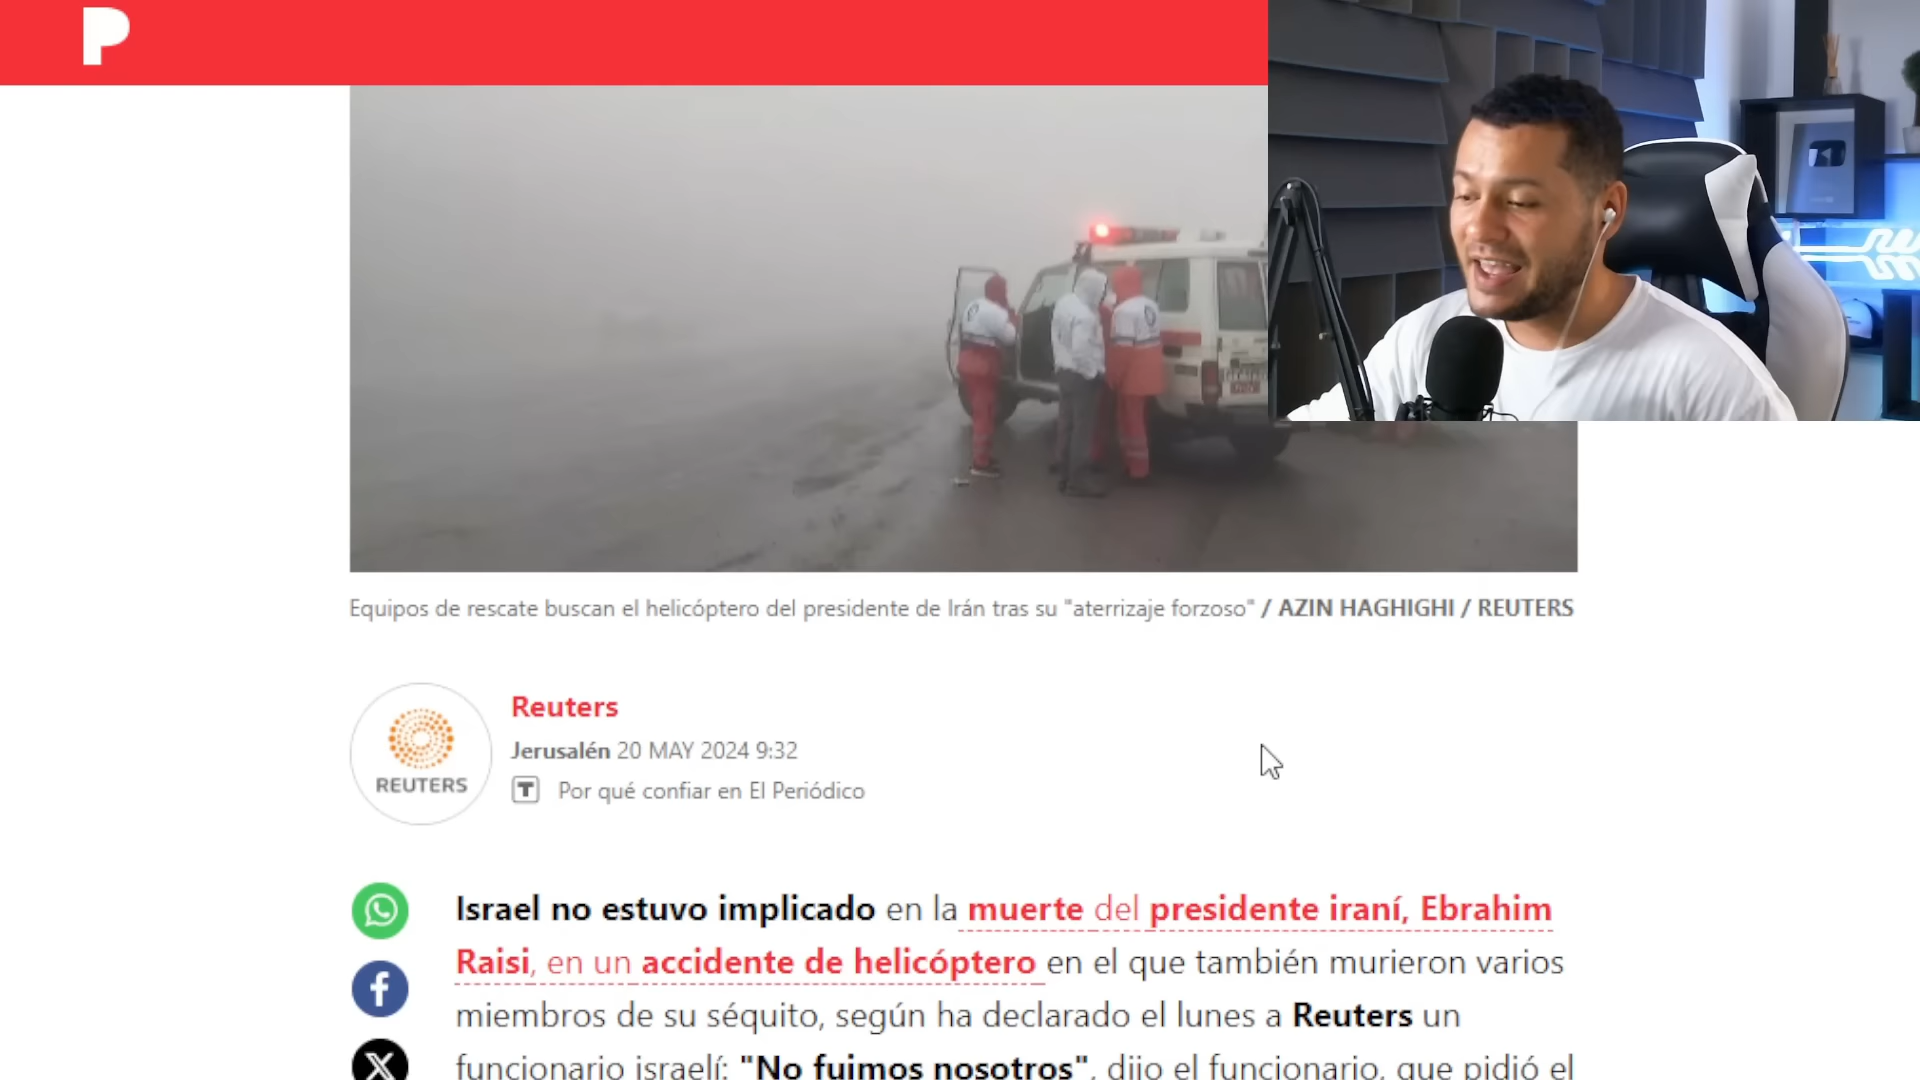 P
Equipos de rescate buscan el helicóptero del presidente de Irán tras su "aterrizaje forzoso" / AZIN HAGHIGHI / REUTERS
REUTERS
Reuters
Jerusalén 20 MAY 2024 9:32
T Por qué confiar en El Periódico
Israel no estuvo implicado en la muerte del presidente iraní, Ebrahim
Raisi, en un accidente de helicóptero en el que también murieron varios
miembros de su séquito, según ha declarado el lunes a Reuters un
funcionario israelí: "No fuimos nosotros", dijo el funcionario, que pidió el